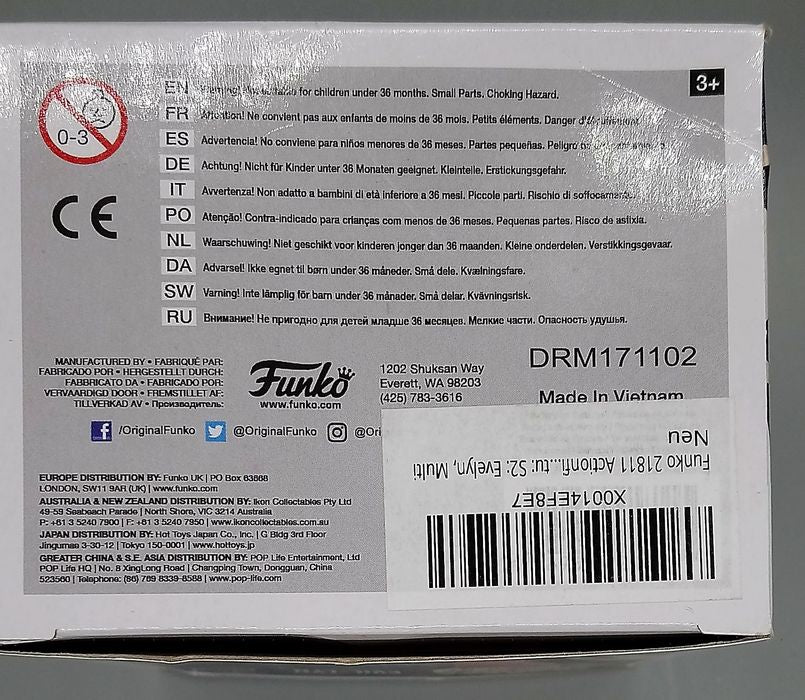 3+
0-3
EN for children under 36 months. Small Parts. Choking Hazard.
FR Attention! Ne convient pas aux enfants de moins de 36 mois. Petits éléments. Danger
ES Advertencia! No conviene para niños menores de 36 meses. Partes pequeñas. Peligro
DE Achtung! Nicht für Kinder unter 36 Monaten geeignet. Kleinteile. Erstickungsgefahr.
IT Avvertenza! Non adatto a bambini di età inferiore a 36 mesi. Piccole parti. Rischio di soffocamento.
PO Atenção! Contra-indicado para crianças com menos de 36 meses. Pequenas partes. Risco de asfixia.
NL Waarschuwing! Niet geschikt voor kinderen jonger dan 36 maanden. Kleine onderdelen. Verstikkingsgevaar.
DA Advarsel! Ikke egnet til børn under 36 måneder. Små dele. Kvælningsfare.
SW Varning! Inte lämplig för barn under 36 månader. Små delar. Kvävningsrisk.
RU Внимание! Не пригодно для детей младше 36 месяцев. Мелкие части. Опасность удушья.
CE
MANUFACTURED BY • FABRIQUÉ PAR:
FABRICADO POR • HERGESTELLT DURCH:
FABBRICATO DA • FABRICADO POR:
VERVAARDIGD DOOR • FREMSTILLET AF:
TILLVERKAD AV • Производитель:
Funko
www.funko.com
1202 Shuksan Way
Everett, WA 98203
(425) 783-3616
DRM171102
Made In Vietnam
/OriginalFunko @OriginalFunko @Ori
EUROPE DISTRIBUTION BY: Funko UK | PO Box 63868
LONDON, SW11 9AR (UK) | www.funko.com
AUSTRALIA & NEW ZEALAND DISTRIBUTION BY: Ikon Collectables Pty Ltd
49-59 Seabeach Parade | North Shore, VIC 3214 Australia
P: +61 3 5240 7900 | F: +61 3 5240 7950 | www.ikoncollectables.com.au
JAPAN DISTRIBUTION BY: Hot Toys Japan Co., Inc. | G Bldg 3rd Floor
Jingumae 3-30-12 | Tokyo 150-0001 | www.hottoys.jp
GREATER CHINA & S.E. ASIA DISTRIBUTION BY: POP Life Entertainment, Ltd
POP Life HQ | No. 8 XingLong Road | Changping Town, Dongguan, China
523560 | Telephone: (86) 769 8339-8588 | www.pop-life.com
X0014EF8E7
Funko 21811 Actionfi...tu: S2: Evelyn, Multi
Neu